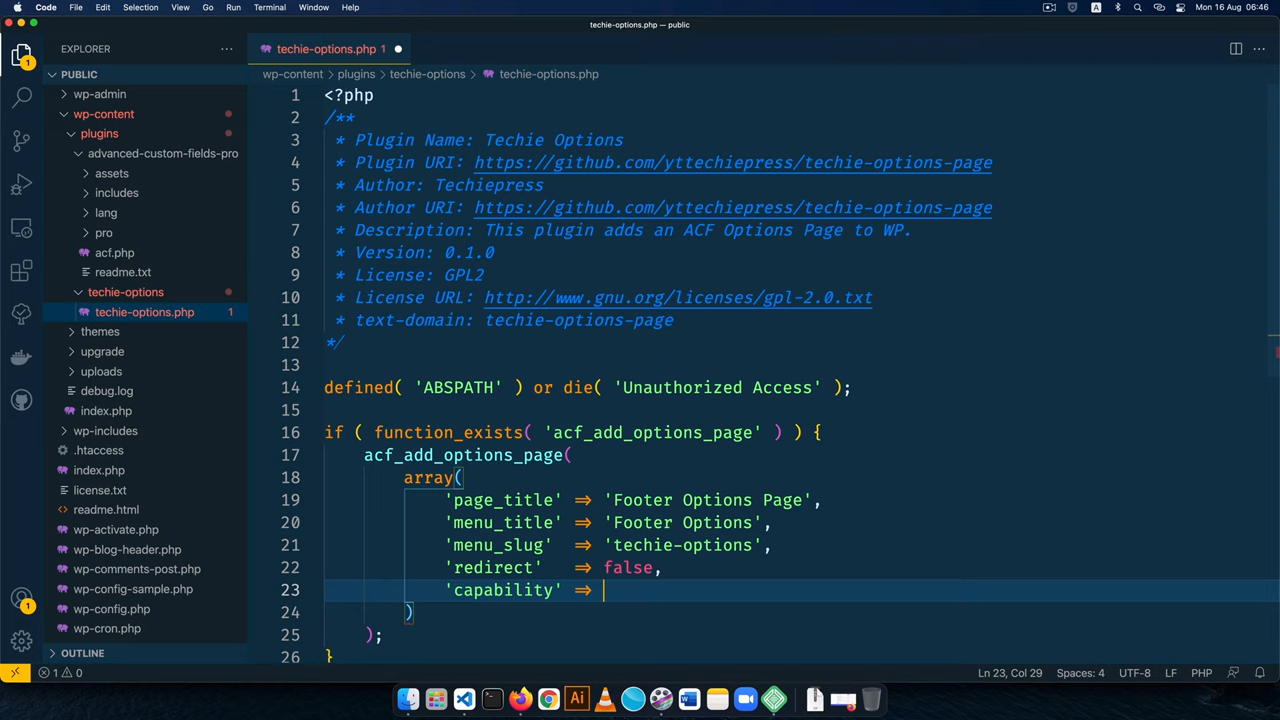 Code File Edit Selection View Go Run Terminal Window Help
A Mon 16 Aug 06:46
techie-options.php — public
EXPLORER
techie-options.php 1
PUBLIC
wp-admin
wp-content
plugins
advanced-custom-fields-pro
assets
includes
lang
pro
acf.php
readme.txt
techie-options
techie-options.php 1
themes
upgrade
uploads
debug.log
index.php
wp-includes
.htaccess
index.php
license.txt
readme.html
wp-activate.php
wp-blog-header.php
wp-comments-post.php
wp-config-sample.php
wp-config.php
wp-cron.php
OUTLINE
1
1
wp-content > plugins > techie-options > techie-options.php
1 <?php
2 /**
3 * Plugin Name: Techie Options
4 * Plugin URI: https://github.com/yttechiepress/techie-options-page
5 * Author: Techiepress
6 * Author URI: https://github.com/yttechiepress/techie-options-page
7 * Description: This plugin adds an ACF Options Page to WP.
8 * Version: 0.1.0
9 * License: GPL2
10 * License URL: http://www.gnu.org/licenses/gpl-2.0.txt
11 * text-domain: techie-options-page
12 */
13
14 defined( 'ABSPATH' ) or die( 'Unauthorized Access' );
15
16 if ( function_exists( 'acf_add_options_page' ) ) {
17 acf_add_options_page(
18 array(
19 'page_title' => 'Footer Options Page',
20 'menu_title' => 'Footer Options',
21 'menu_slug' => 'techie-options',
22 'redirect' => false,
23 'capability' =>
24 )
25 );
26 }
1 0
Ln 23, Col 29 Spaces: 4 UTF-8 LF PHP
Ai